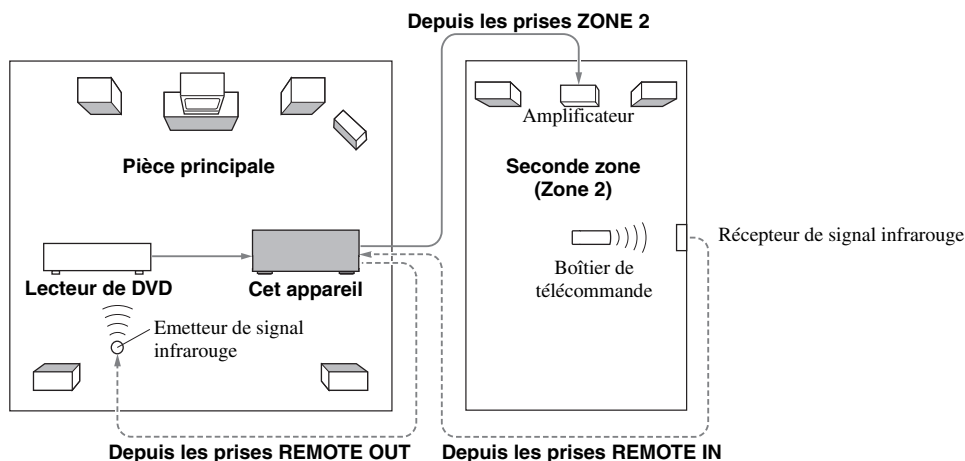 Depuis les prises ZONE 2
Amplificateur
Pièce principale
Seconde zone
(Zone 2)
Récepteur de signal infrarouge
Lecteur de DVD
Cet appareil
Boîtier de
télécommande
Emetteur de signal
infrarouge
Depuis les prises REMOTE OUT
Depuis les prises REMOTE IN